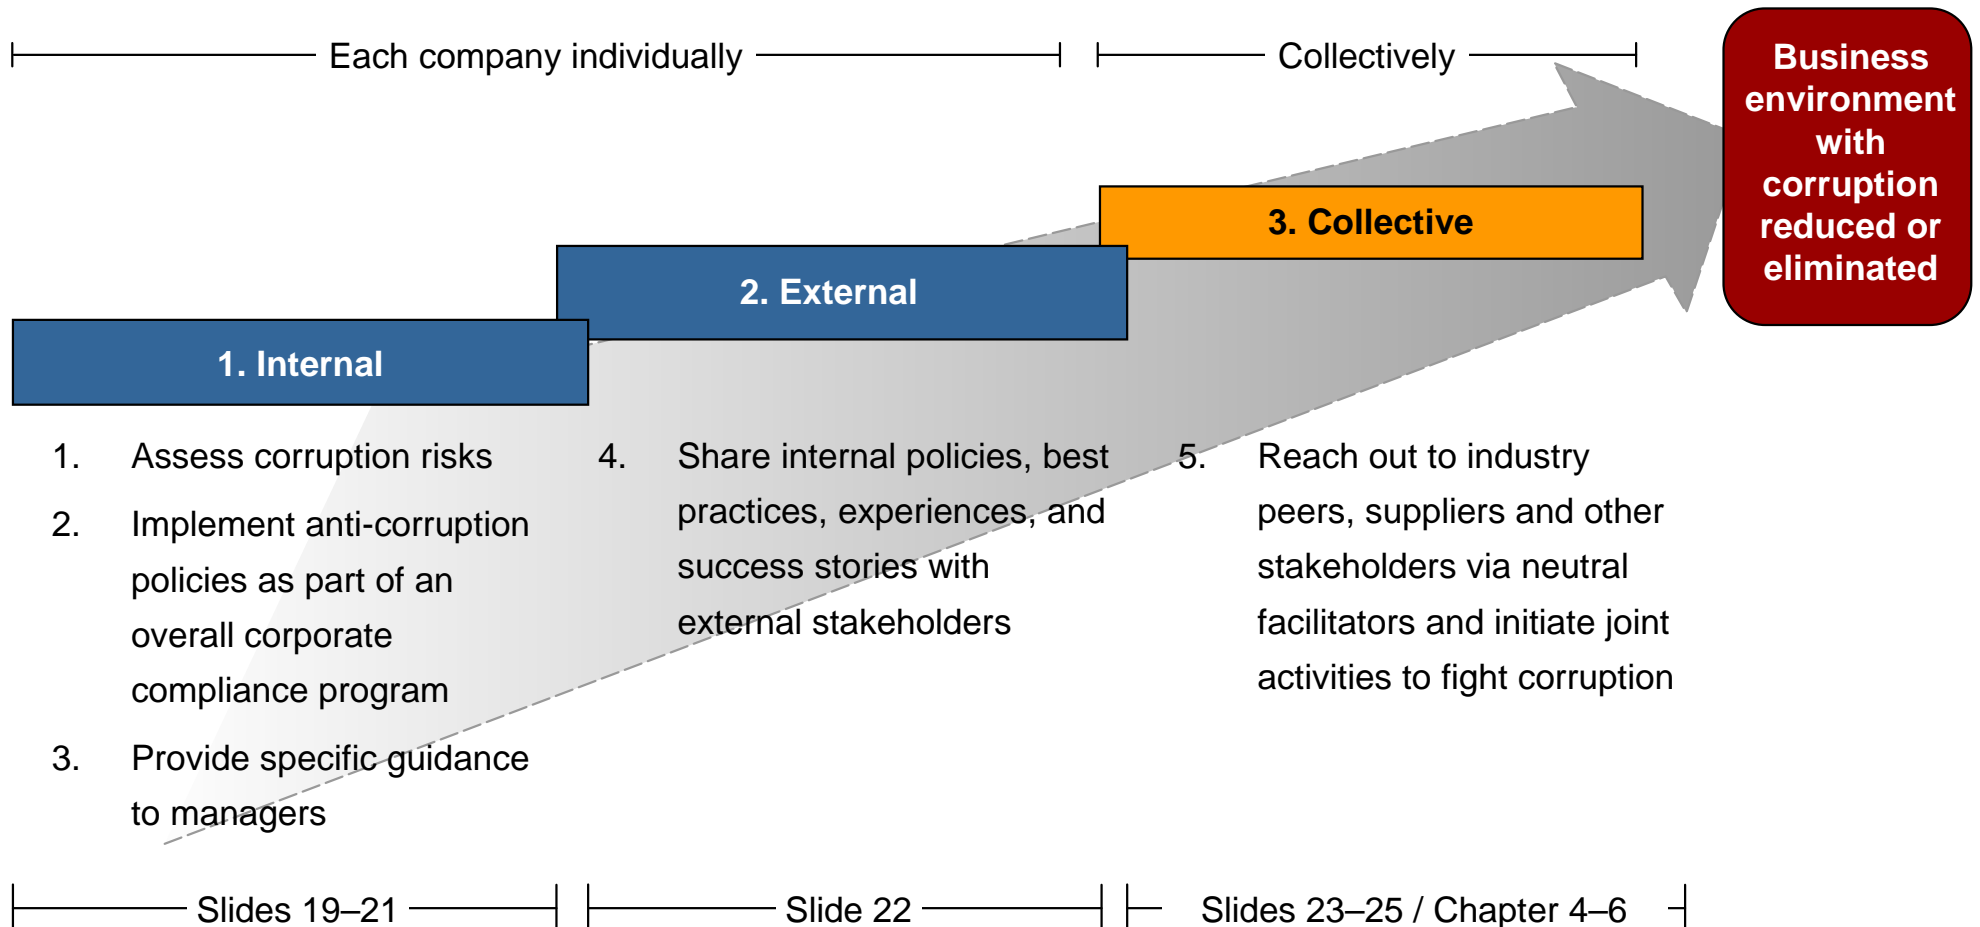 Each company individually
Collectively
Business
environment
with
corruption
reduced or
eliminated
3. Collective
2. External
1. Internal
1. Assess corruption risks
2. Implement anti-corruption
policies as part of an
overall corporate
compliance program
3. Provide specific guidance
to managers
4. Share internal policies, best
practices, experiences, and
success stories with
external stakeholders
5. Reach out to industry
peers, suppliers and other
stakeholders via neutral
facilitators and initiate joint
activities to fight corruption
Slides 19–21
Slide 22
Slides 23–25 / Chapter 4–6